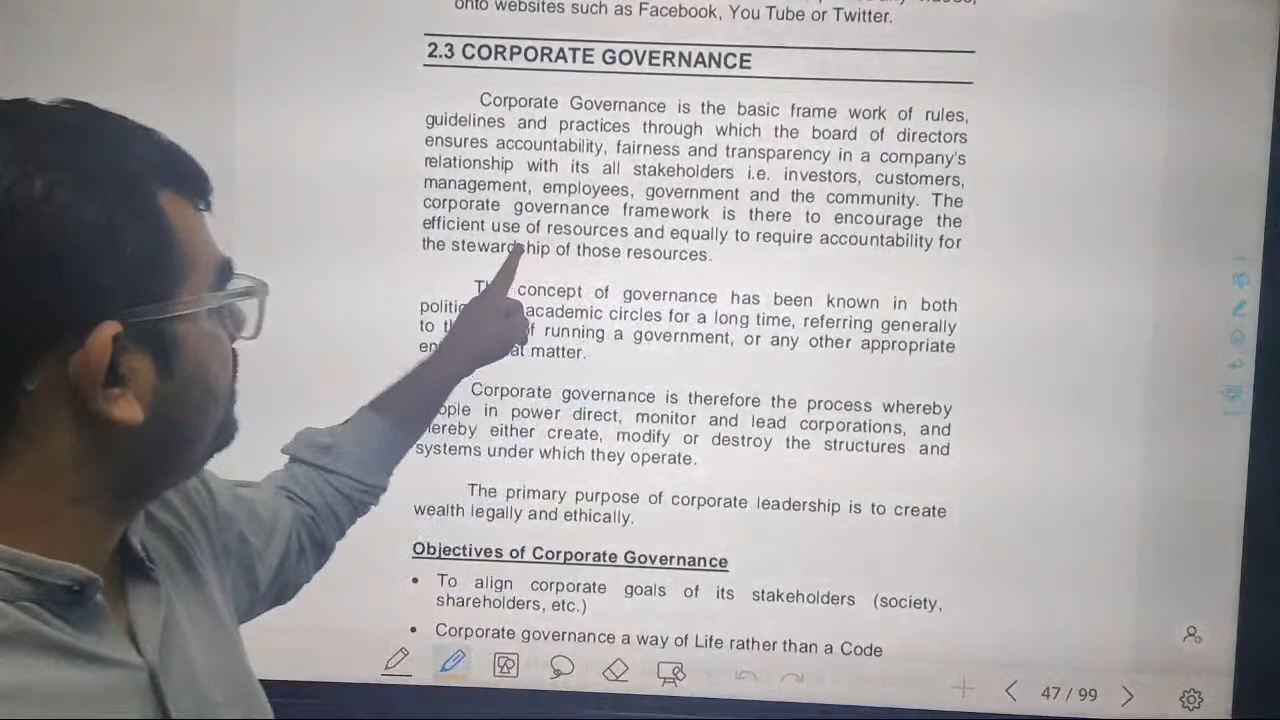 onto websites such as Facebook, You Tube or Twitter.
2.3 CORPORATE GOVERNANCE
Corporate Governance is the basic frame work of rules,
guidelines and practices through which the board of directors
ensures accountability, fairness and transparency in a company's
relationship with its all stakeholders i.e. investors, customers,
management, employees, government and the community. The
corporate governance framework is there to encourage the
efficient use of resources and equally to require accountability for
the stewardship of those resources.
concept of governance has been known in both
academic circles for a long time, referring generally
to running a government, or any other appropriate
matter.
Corporate governance is therefore the process whereby
in power direct, monitor and lead corporations, and
either create, modify or destroy the structures and
systems under which they operate.
The primary purpose of corporate leadership is to create
wealth legally and ethically.
Objectives of Corporate Governance
• To align corporate goals of its stakeholders (society,
shareholders, etc.)
• Corporate governance a way of Life rather than a Code
47 / 99